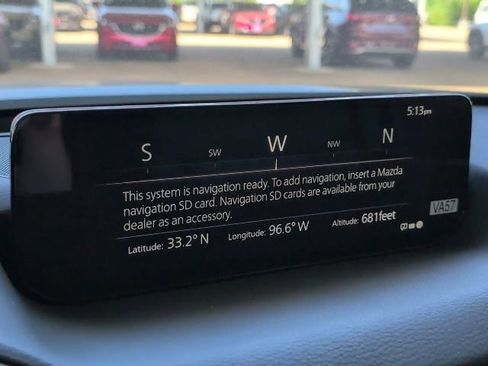 5:13pm
S SW W NW N
This system is navigation ready. To add navigation, insert a Mazda
navigation SD card. Navigation SD cards are available from your
dealer as an accessory.
Latitude: 33.2° N Longitude: 96.6° W Altitude: 681feet
VA57